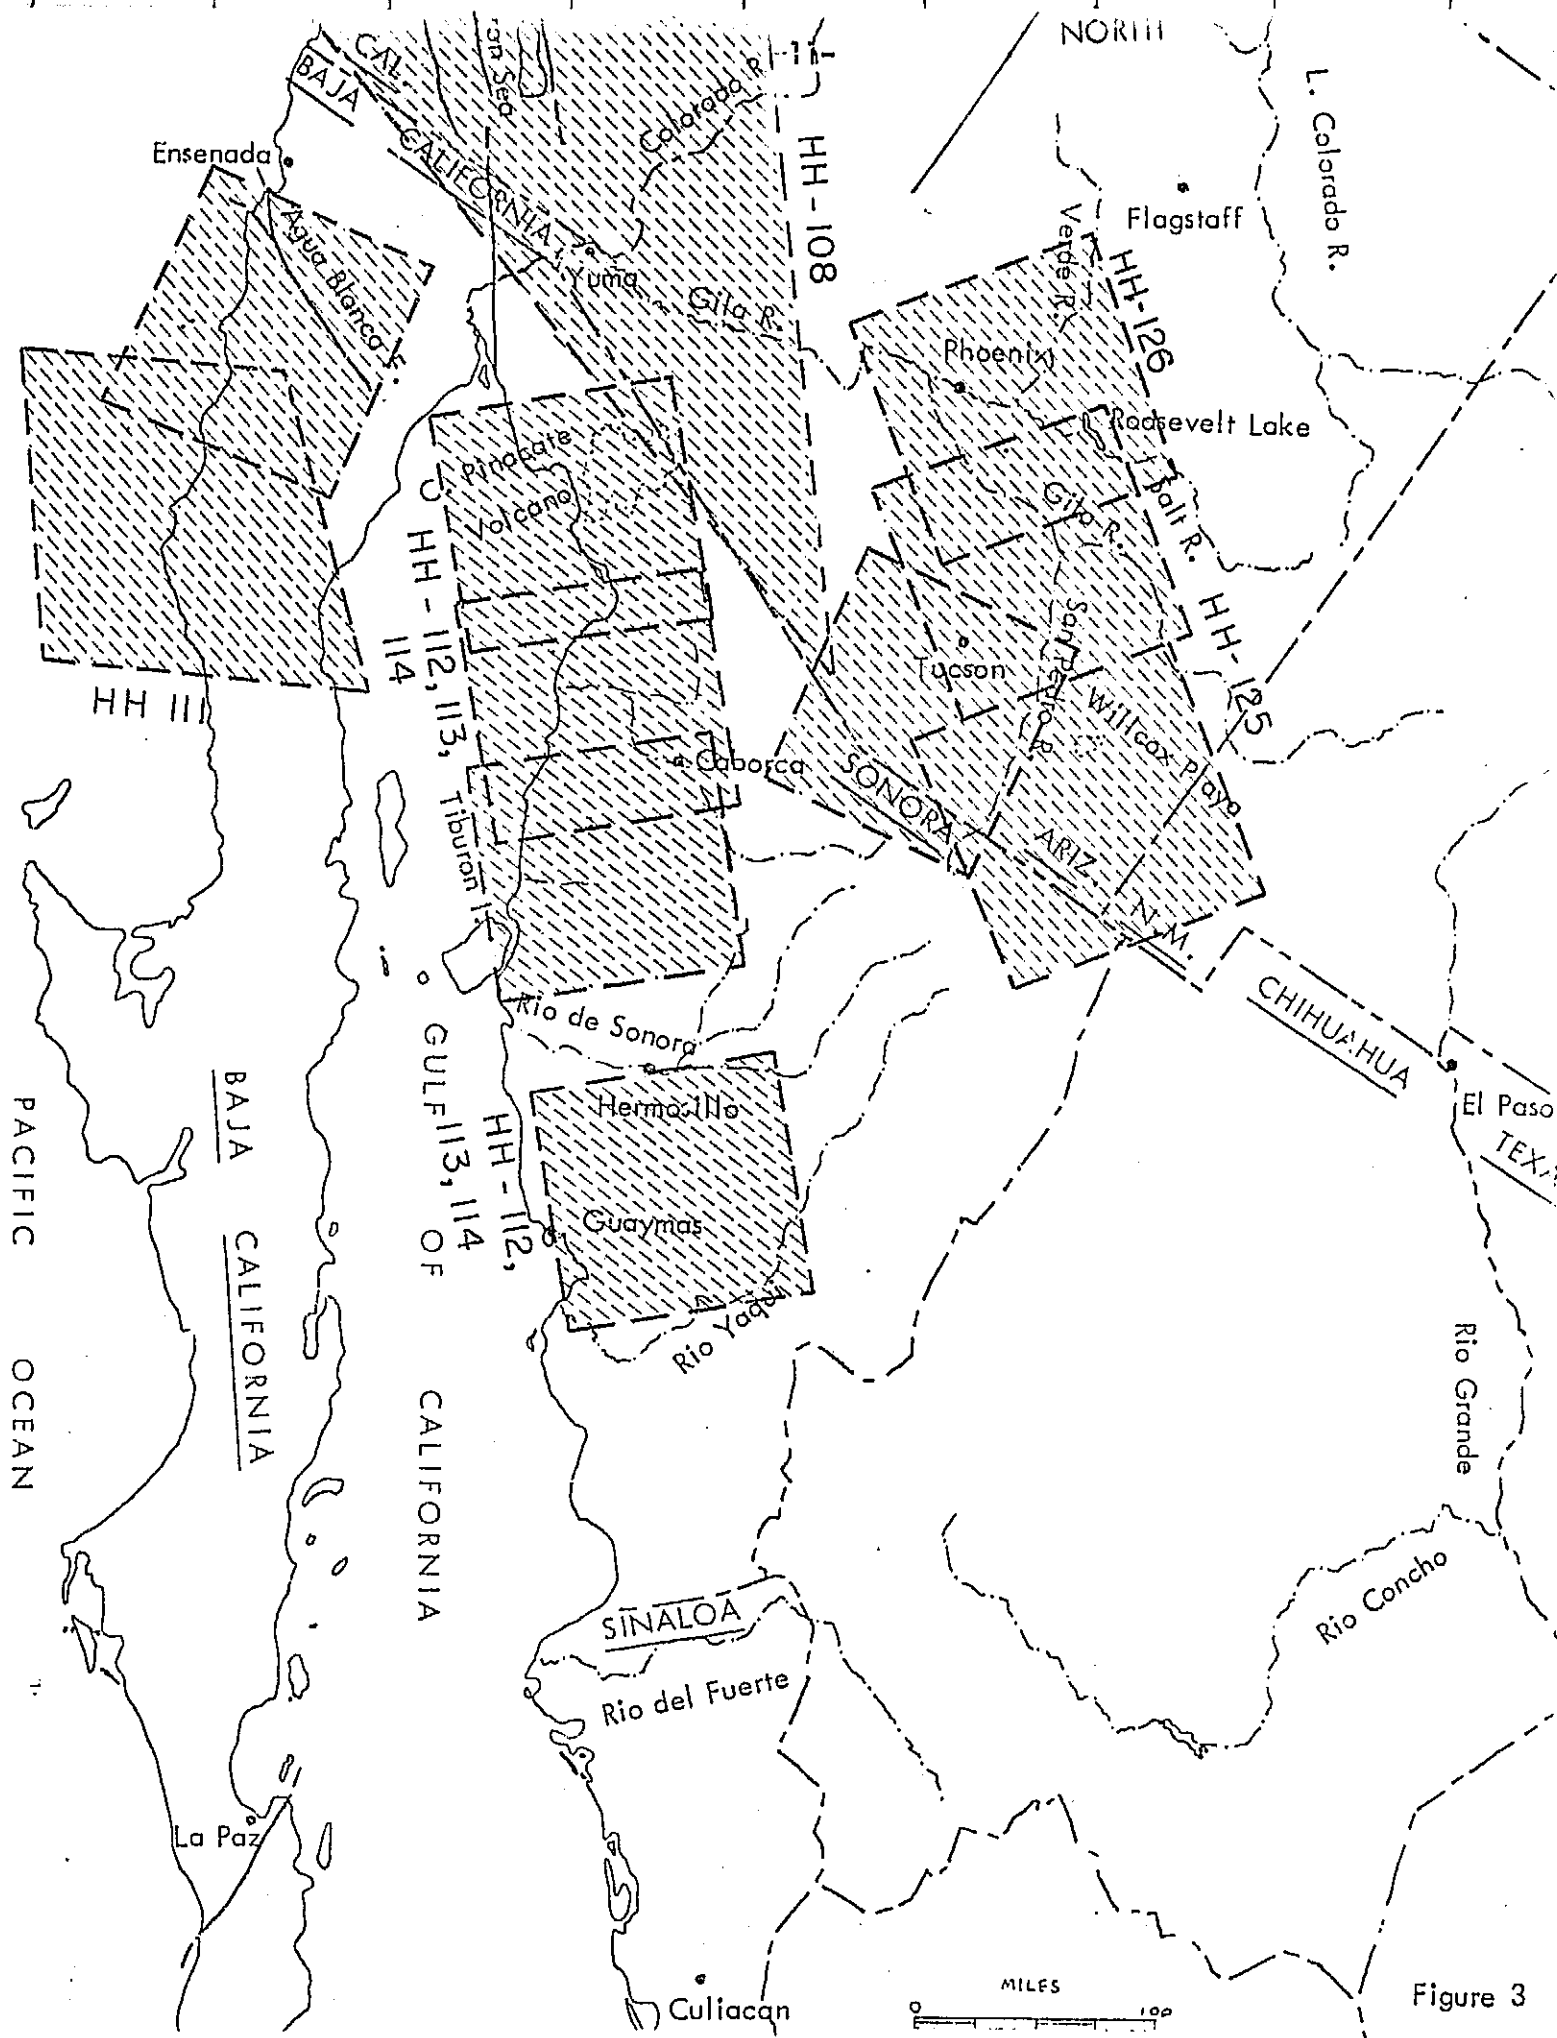 NORTH
CAL.
BAJA
an Sea
Colorado R.
L. Colorado R.
HH-108
Ensenada
CALIFORNIA
Flagstaff
Verde R.
Agua Blanca F.
Yuma
Gila R.
HH-126
Phoenix
Roosevelt Lake
Pinacate
Volcano
Gila R.
Salt R.
C.
HH - 112, 113,
114
San Pedro R.
HH-125
Tucson
Willcox Playa
HH 111
Caborca
SONORA
Tiburon I.
ARIZ.
N.M.
Rio de Sonora
CHIHUAHUA
El Paso
TEXA
GULF OF CALIFORNIA
HH-112,
113, 114
Hermosillo
BAJA CALIFORNIA
PACIFIC OCEAN
Guaymas
Rio Yaqui
Rio Grande
Rio Concho
SINALOA
Rio del Fuerte
La Paz
Culiacan
MILES
0 100
Figure 3